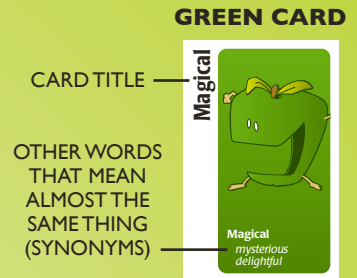 GREEN CARD
CARD TITLE
Magical
OTHER WORDS
THAT MEAN
ALMOST THE
SAME THING
(SYNONYMS)
Magical
mysterious
delightful